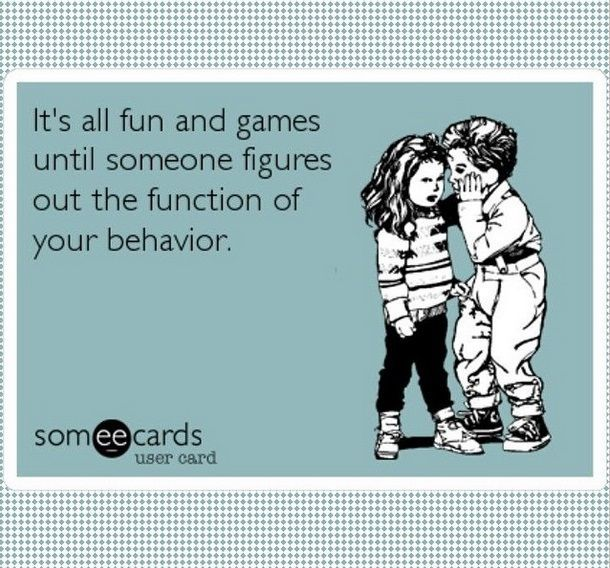 It's all fun and games
until someone figures
out the function of
your behavior.
someecards
user card